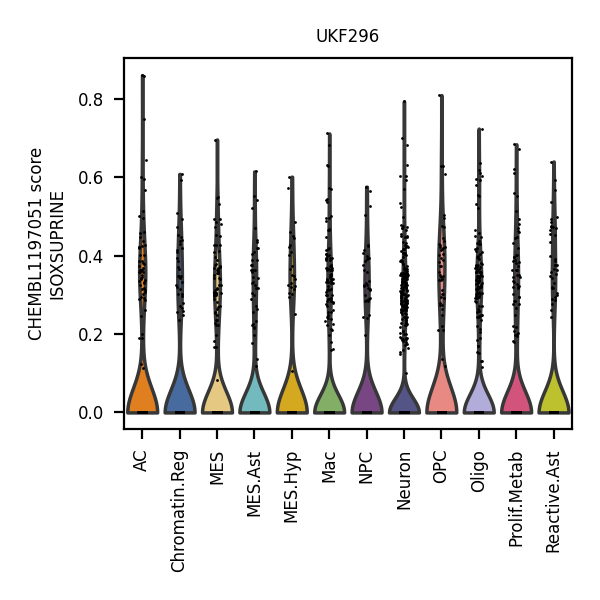 UKF296
CHEMBL1197051 score
ISOXSUPRINE
0.8
0.6
0.4
0.2
0.0
AC
Chromatin.Reg
MES
MES.Ast
MES.Hyp
Mac
NPC
Neuron
OPC
Oligo
Prolif.Metab
Reactive.Ast